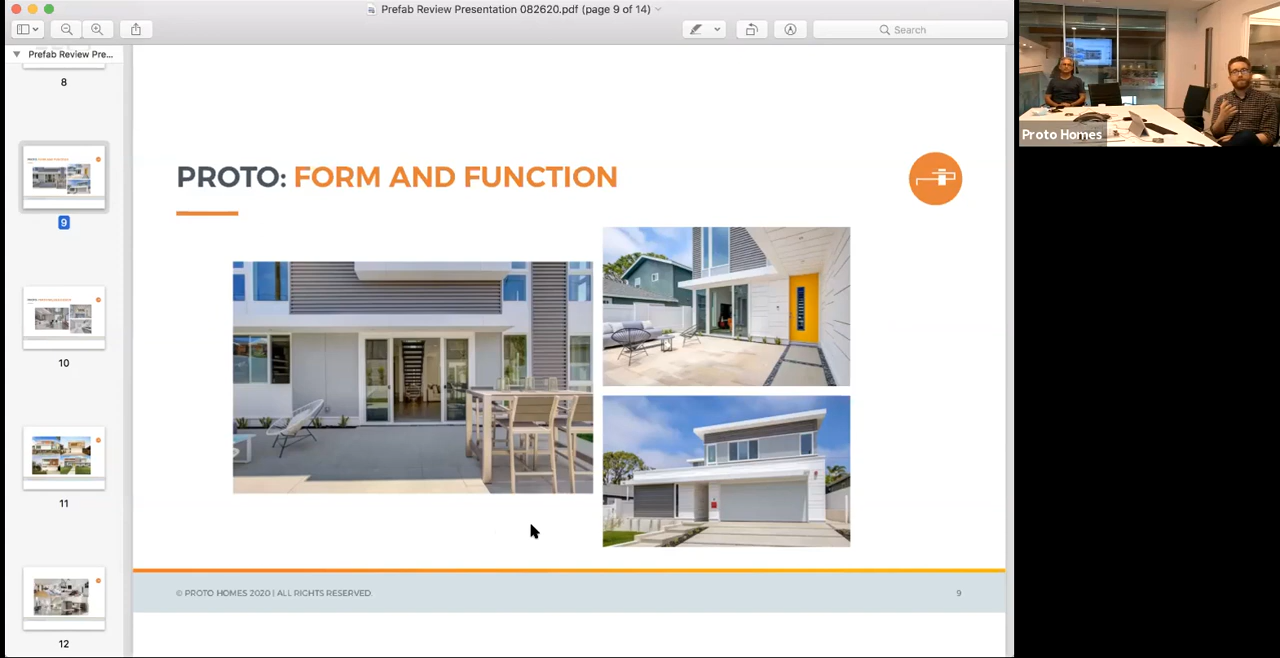 Prefab Review Presentation 082620.pdf (page 9 of 14)
Search
Prefab Review Pre...
8
9
10
11
12
PROTO: FORM AND FUNCTION
© PROTO HOMES 2020 | ALL RIGHTS RESERVED.
9
Proto Homes